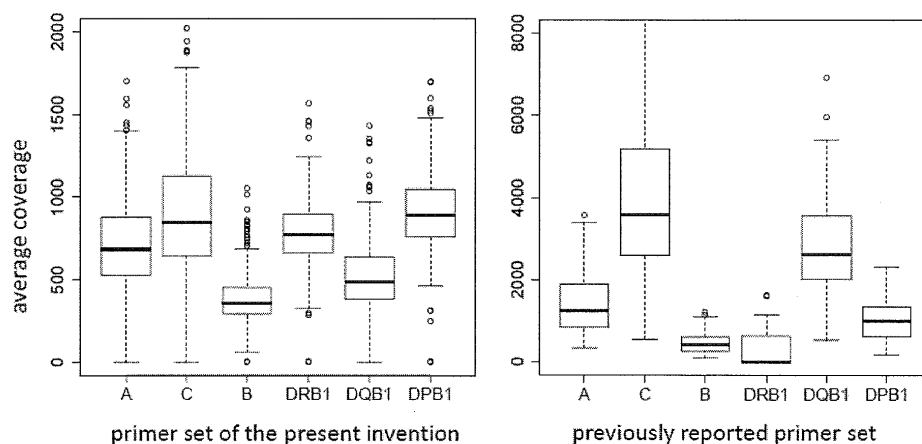 average coverage
2000
1500
1000
500
0
A C B DRB1 DQB1 DPB1
primer set of the present invention
8000
6000
4000
2000
0
A C B DRB1 DQB1 DPB1
previously reported primer set